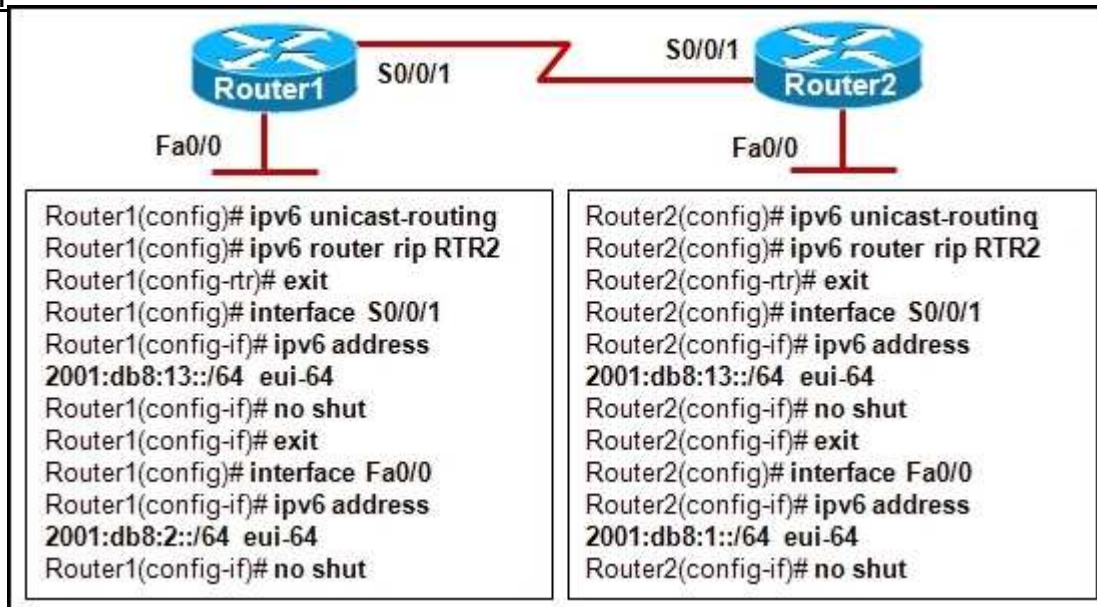 S0/0/1
S0/0/1
Router1
Router2
Fa0/0
Fa0/0
Router1(config)# ipv6 unicast-routing
Router1(config)# ipv6 router rip RTR2
Router1(config-rtr)# exit
Router1(config)# interface S0/0/1
Router1(config-if)# ipv6 address
2001:db8:13::/64 eui-64
Router1(config-if)# no shut
Router1(config-if)# exit
Router1(config)# interface Fa0/0
Router1(config-if)# ipv6 address
2001:db8:2::/64 eui-64
Router1(config-if)# no shut
Router2(config)# ipv6 unicast-routinq
Router2(config)# ipv6 router rip RTR2
Router2(config-rtr)# exit
Router2(config)# interface S0/0/1
Router2(config-if)# ipv6 address
2001:db8:13::/64 eui-64
Router2(config-if)# no shut
Router2(config-if)# exit
Router2(config)# interface Fa0/0
Router2(config-if)# ipv6 address
2001:db8:1::/64 eui-64
Router2(config-if)# no shut